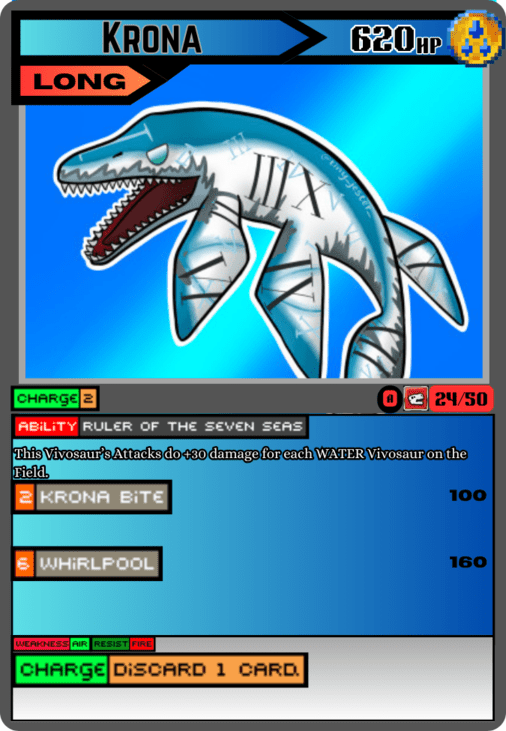 KRONA
620HP
LONG
IIIX
CHARGE 2
A
24/50
ABILITY RULER OF THE SEVEN SEAS
This Vivosaur's Attacks do +30 damage for each WATER Vivosaur on the
Field.
2 KRONA BITE 100
6 WHIRLPOOL 160
WEAKNESS AIR RESIST FIRE
CHARGE DISCARD 1 CARD.